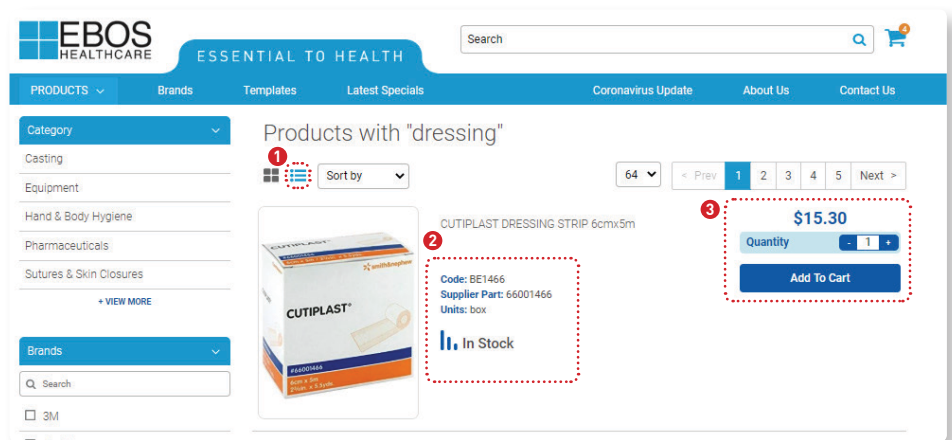 EBOS
HEALTHCARE
ESSENTIAL TO HEALTH
Search
4
PRODUCTS
Brands
Templates
Latest Specials
Coronavirus Update
About Us
Contact Us
Category
Casting
Equipment
Hand & Body Hygiene
Pharmaceuticals
Sutures & Skin Closures
+ VIEW MORE
Brands
Search
3M
Products with "dressing"
1
Sort by
64
< Prev 1 2 3 4 5 Next >
CUTIPLAST DRESSING STRIP 6cmx5m
CUTIPLAST
smith&nephew
CUTIPLAST
#66001466
6cm x 5m
2
Code: BE1466
Supplier Part: 66001466
Units: box
In Stock
3
$15.30
Quantity - 1 +
Add To Cart